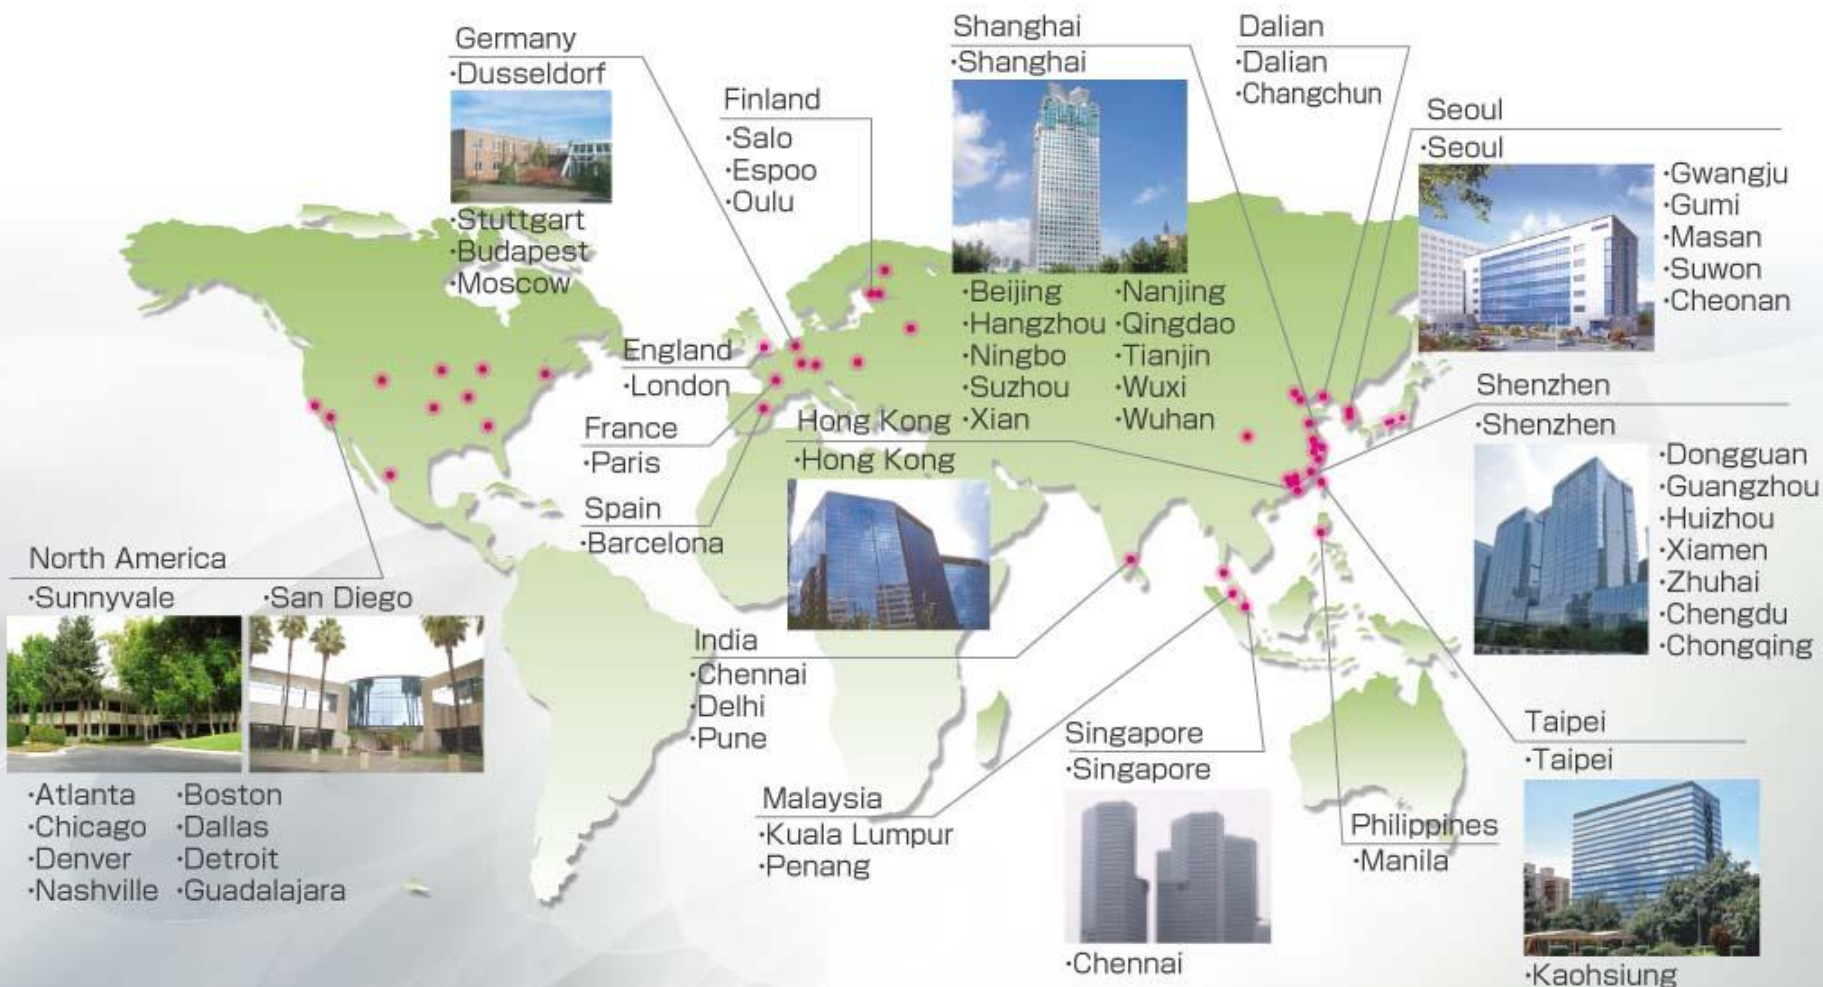 Germany
・Dusseldorf
・Stuttgart
・Budapest
・Moscow
Finland
・Salo
・Espoo
・Oulu
Shanghai
・Shanghai
・Beijing ・Nanjing
・Hangzhou ・Qingdao
・Ningbo ・Tianjin
・Suzhou ・Wuxi
・Xian ・Wuhan
Dalian
・Dalian
・Changchun
Seoul
・Seoul
・Gwangju
・Gumi
・Masan
・Suwon
・Cheonan
England
・London
France
・Paris
Spain
・Barcelona
Hong Kong
・Hong Kong
Shenzhen
・Shenzhen
・Dongguan
・Guangzhou
・Huizhou
・Xiamen
・Zhuhai
・Chengdu
・Chongqing
North America
・Sunnyvale ・San Diego
・Atlanta ・Boston
・Chicago ・Dallas
・Denver ・Detroit
・Nashville ・Guadalajara
India
・Chennai
・Delhi
・Pune
Malaysia
・Kuala Lumpur
・Penang
Singapore
・Singapore
・Chennai
Philippines
・Manila
Taipei
・Taipei
・Kaohsiung